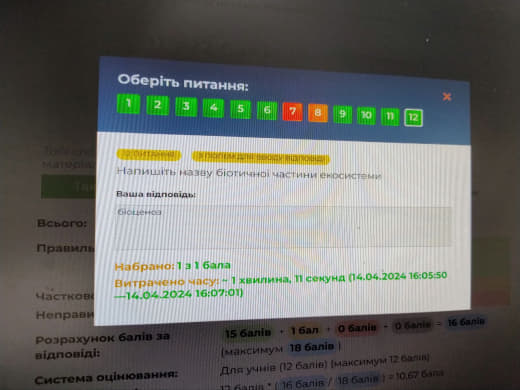 Оберіть питання:
1 2 3 4 5 6 7 8 9 10 11 12
12 питання з полем для вводу відповіді
Напишіть назву біотичної частини екосистеми
Ваша відповідь:
біоценоз
Набрано: 1 з 1 бала
Витрачено часу: ~ 1 хвилина, 11 секунд (14.04.2024 16:05:50
—14.04.2024 16:07:01)
Всього:
Правиль
Частково
Неправи
Розрахунок балів за 15 балів + 1 бал + 0 балів - 0 балів = 16 балів
відповіді: (максимум 18 балів)
Система оцінювання: Для учнів (12 балів) (максимум 12 балів)
12 балів * ( 16 балів / 18 балів ) = 10,67 бала